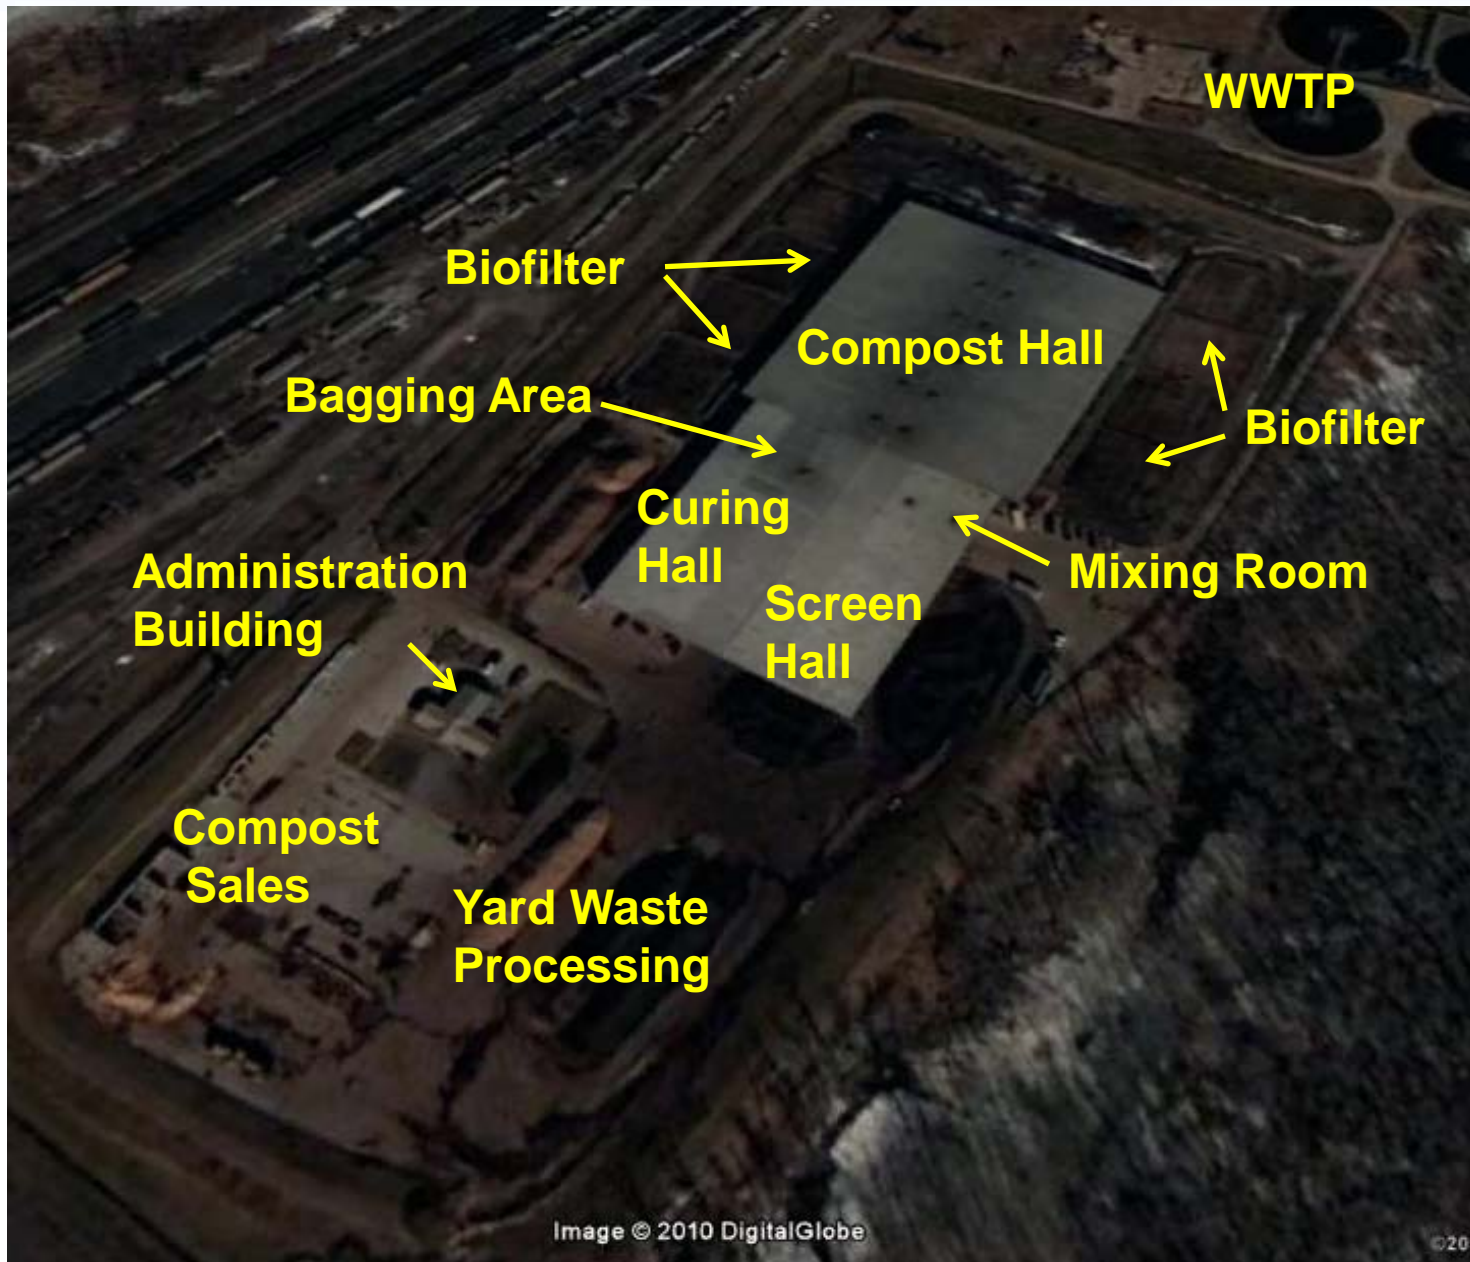 WWTP
Biofilter
Compost Hall
Bagging Area
Biofilter
Curing
Hall
Administration
Building
Mixing Room
Screen
Hall
Compost
Sales
Yard Waste
Processing
Image © 2010 DigitalGlobe
©20